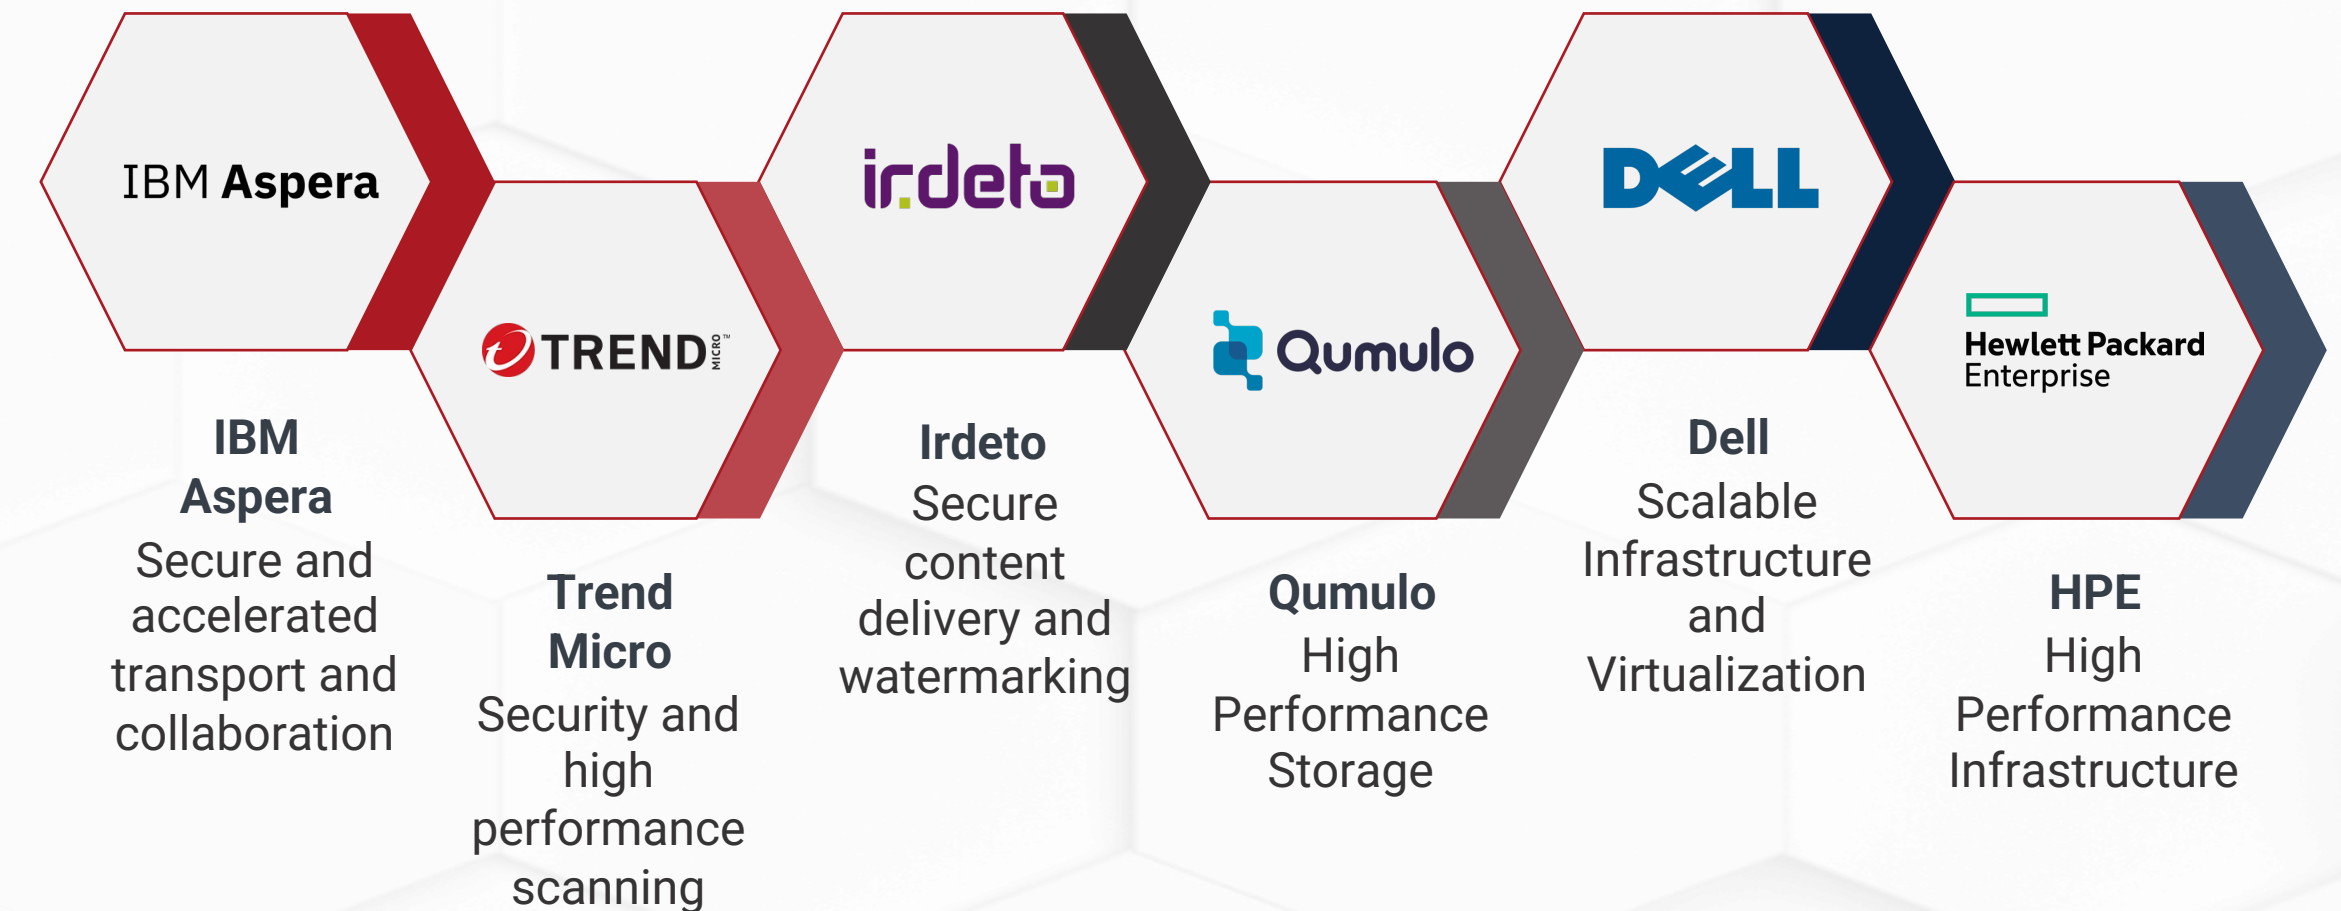 IBM Aspera
IBM
Aspera
Secure and
accelerated
transport and
collaboration
TREND MICRO™
Trend
Micro
Security and
high
performance
scanning
irdeto
Irdeto
Secure
content
delivery and
watermarking
Qumulo
Qumulo
High
Performance
Storage
DELL
Dell
Scalable
Infrastructure
and
Virtualization
Hewlett Packard
Enterprise
HPE
High
Performance
Infrastructure